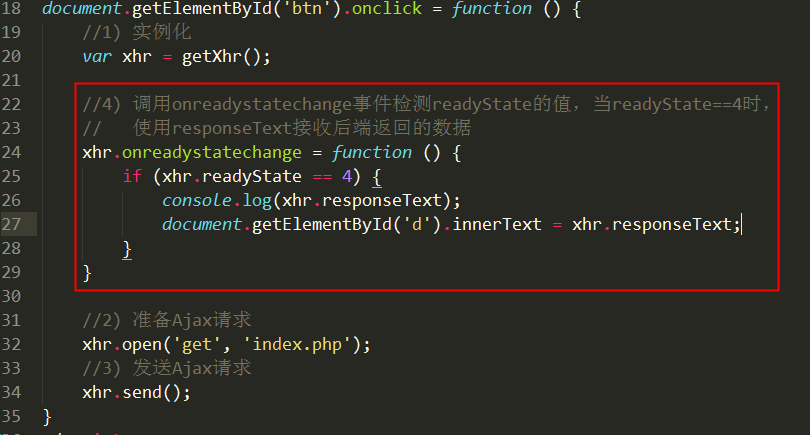 18 document.getElementById('btn').onclick = function () {
19     //1) 实例化
20     var xhr = getXhr();
21
22     //4) 调用onreadystatechange事件检测readyState的值，当readyState==4时，
23     //   使用responseText接收后端返回的数据
24     xhr.onreadystatechange = function () {
25         if (xhr.readyState == 4) {
26             console.log(xhr.responseText);
27             document.getElementById('d').innerText = xhr.responseText;
28         }
29     }
30
31     //2) 准备Ajax请求
32     xhr.open('get', 'index.php');
33     //3) 发送Ajax请求
34     xhr.send();
35 }